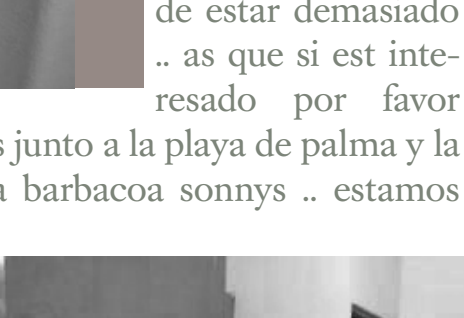 de estar demasiado
.. as que si est inte-
resado por favor
junto a la playa de palma y la
barbacoa sonnys .. estamos